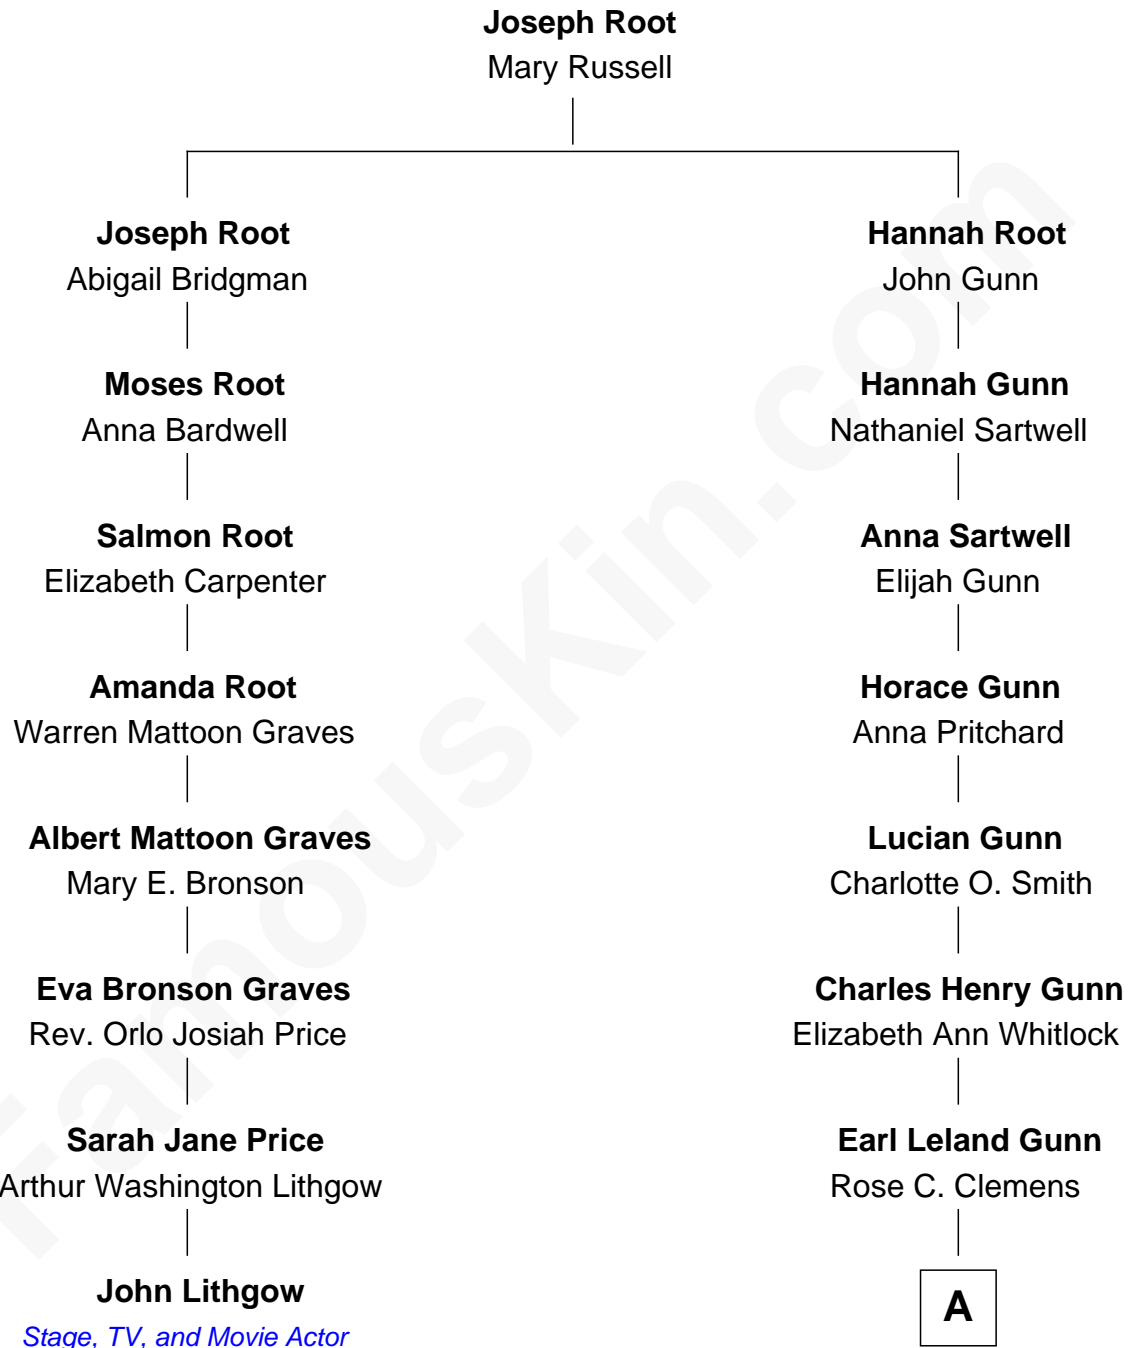 Joseph Root
Mary Russell
Joseph Root
Abigail Bridgman
Hannah Root
John Gunn
Moses Root
Anna Bardwell
Hannah Gunn
Nathaniel Sartwell
Salmon Root
Elizabeth Carpenter
Anna Sartwell
Elijah Gunn
Amanda Root
Warren Mattoon Graves
Horace Gunn
Anna Pritchard
Albert Mattoon Graves
Mary E. Bronson
Lucian Gunn
Charlotte O. Smith
Eva Bronson Graves
Rev. Orlo Josiah Price
Charles Henry Gunn
Elizabeth Ann Whitlock
Sarah Jane Price
Arthur Washington Lithgow
Earl Leland Gunn
Rose C. Clemens
John Lithgow
Stage, TV, and Movie Actor
A
FamousKin.com